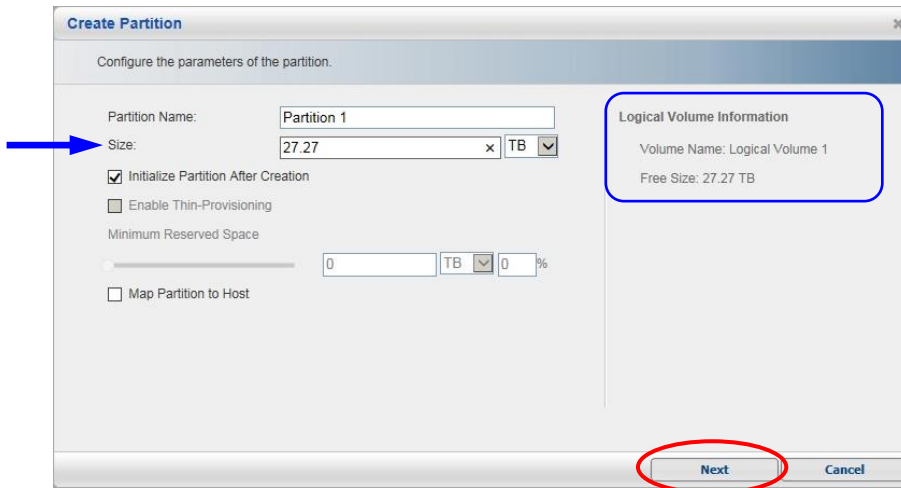 Create Partition
Configure the parameters of the partition.
Partition Name: Partition 1
Size: 27.27 TB
Initialize Partition After Creation
Enable Thin-Provisioning
Minimum Reserved Space
0 TB 0 %
Map Partition to Host
Logical Volume Information
Volume Name: Logical Volume 1
Free Size: 27.27 TB
Next Cancel